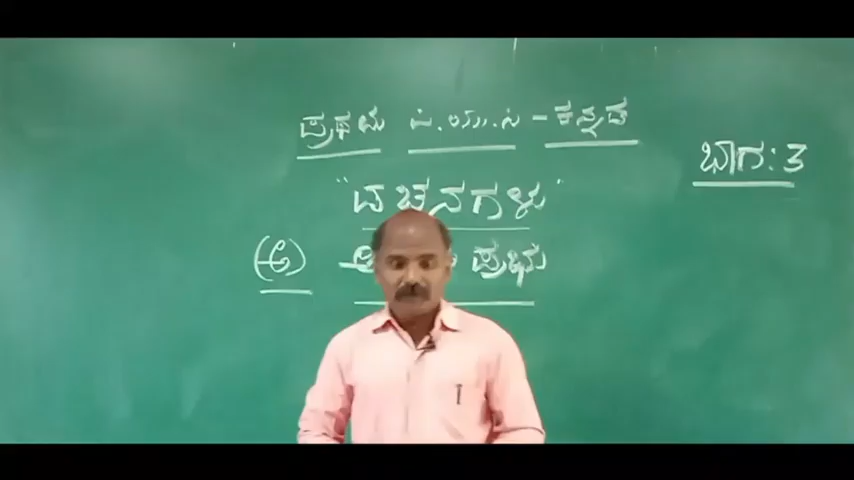 ಪ್ರಥಮ ಪಿ.ಯು.ಸಿ - ಕನ್ನಡ
ಭಾಗ: 3
"ವಚನಗಳು"
(ಅ) ಪ್ರಭು